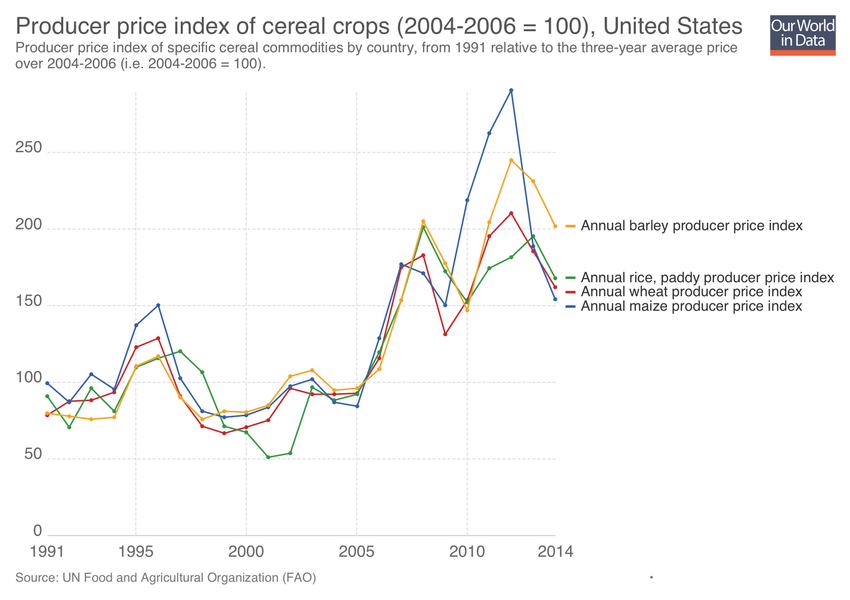 Producer price index of cereal crops (2004-2006 = 100), United States
Our World
in Data
Producer price index of specific cereal commodities by country, from 1991 relative to the three-year average price
over 2004-2006 (i.e. 2004-2006 = 100).
250
200
150
100
50
0
Annual barley producer price index
Annual rice, paddy producer price index
Annual wheat producer price index
Annual maize producer price index
1991 1995 2000 2005 2010 2014
Source: UN Food and Agricultural Organization (FAO)